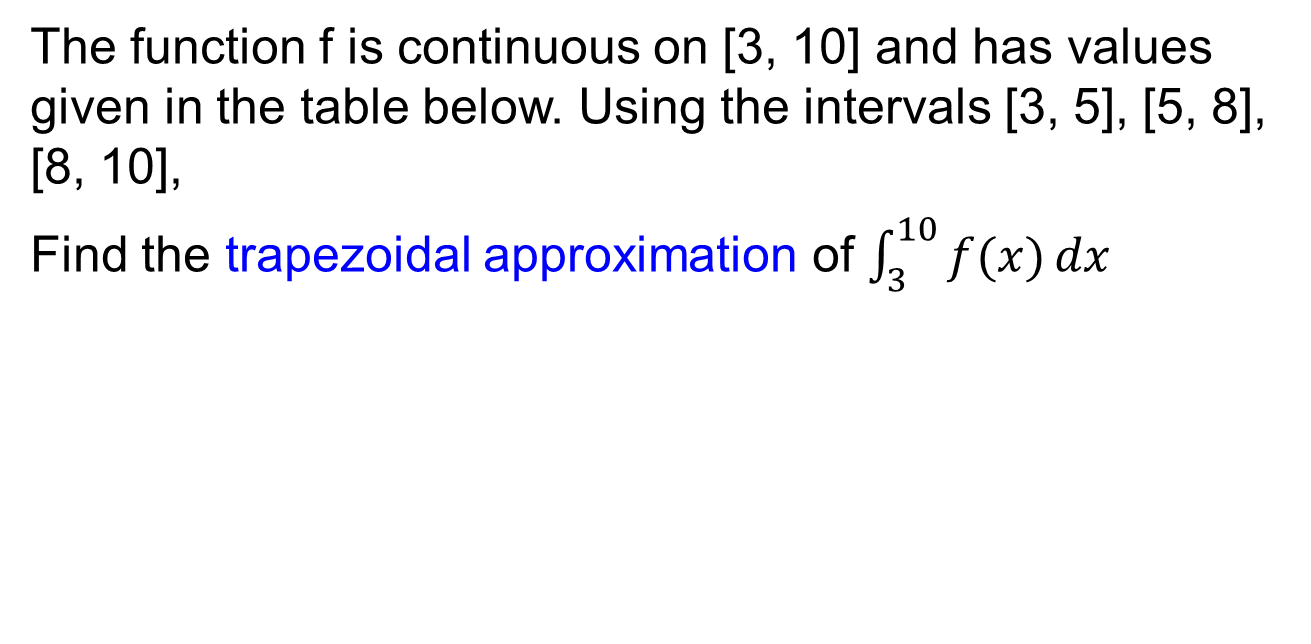 The function f is continuous on [3, 10] and has values
given in the table below. Using the intervals [3, 5], [5, 8],
[8, 10],
Find the trapezoidal approximation of ∫₃¹⁰ f(x) dx